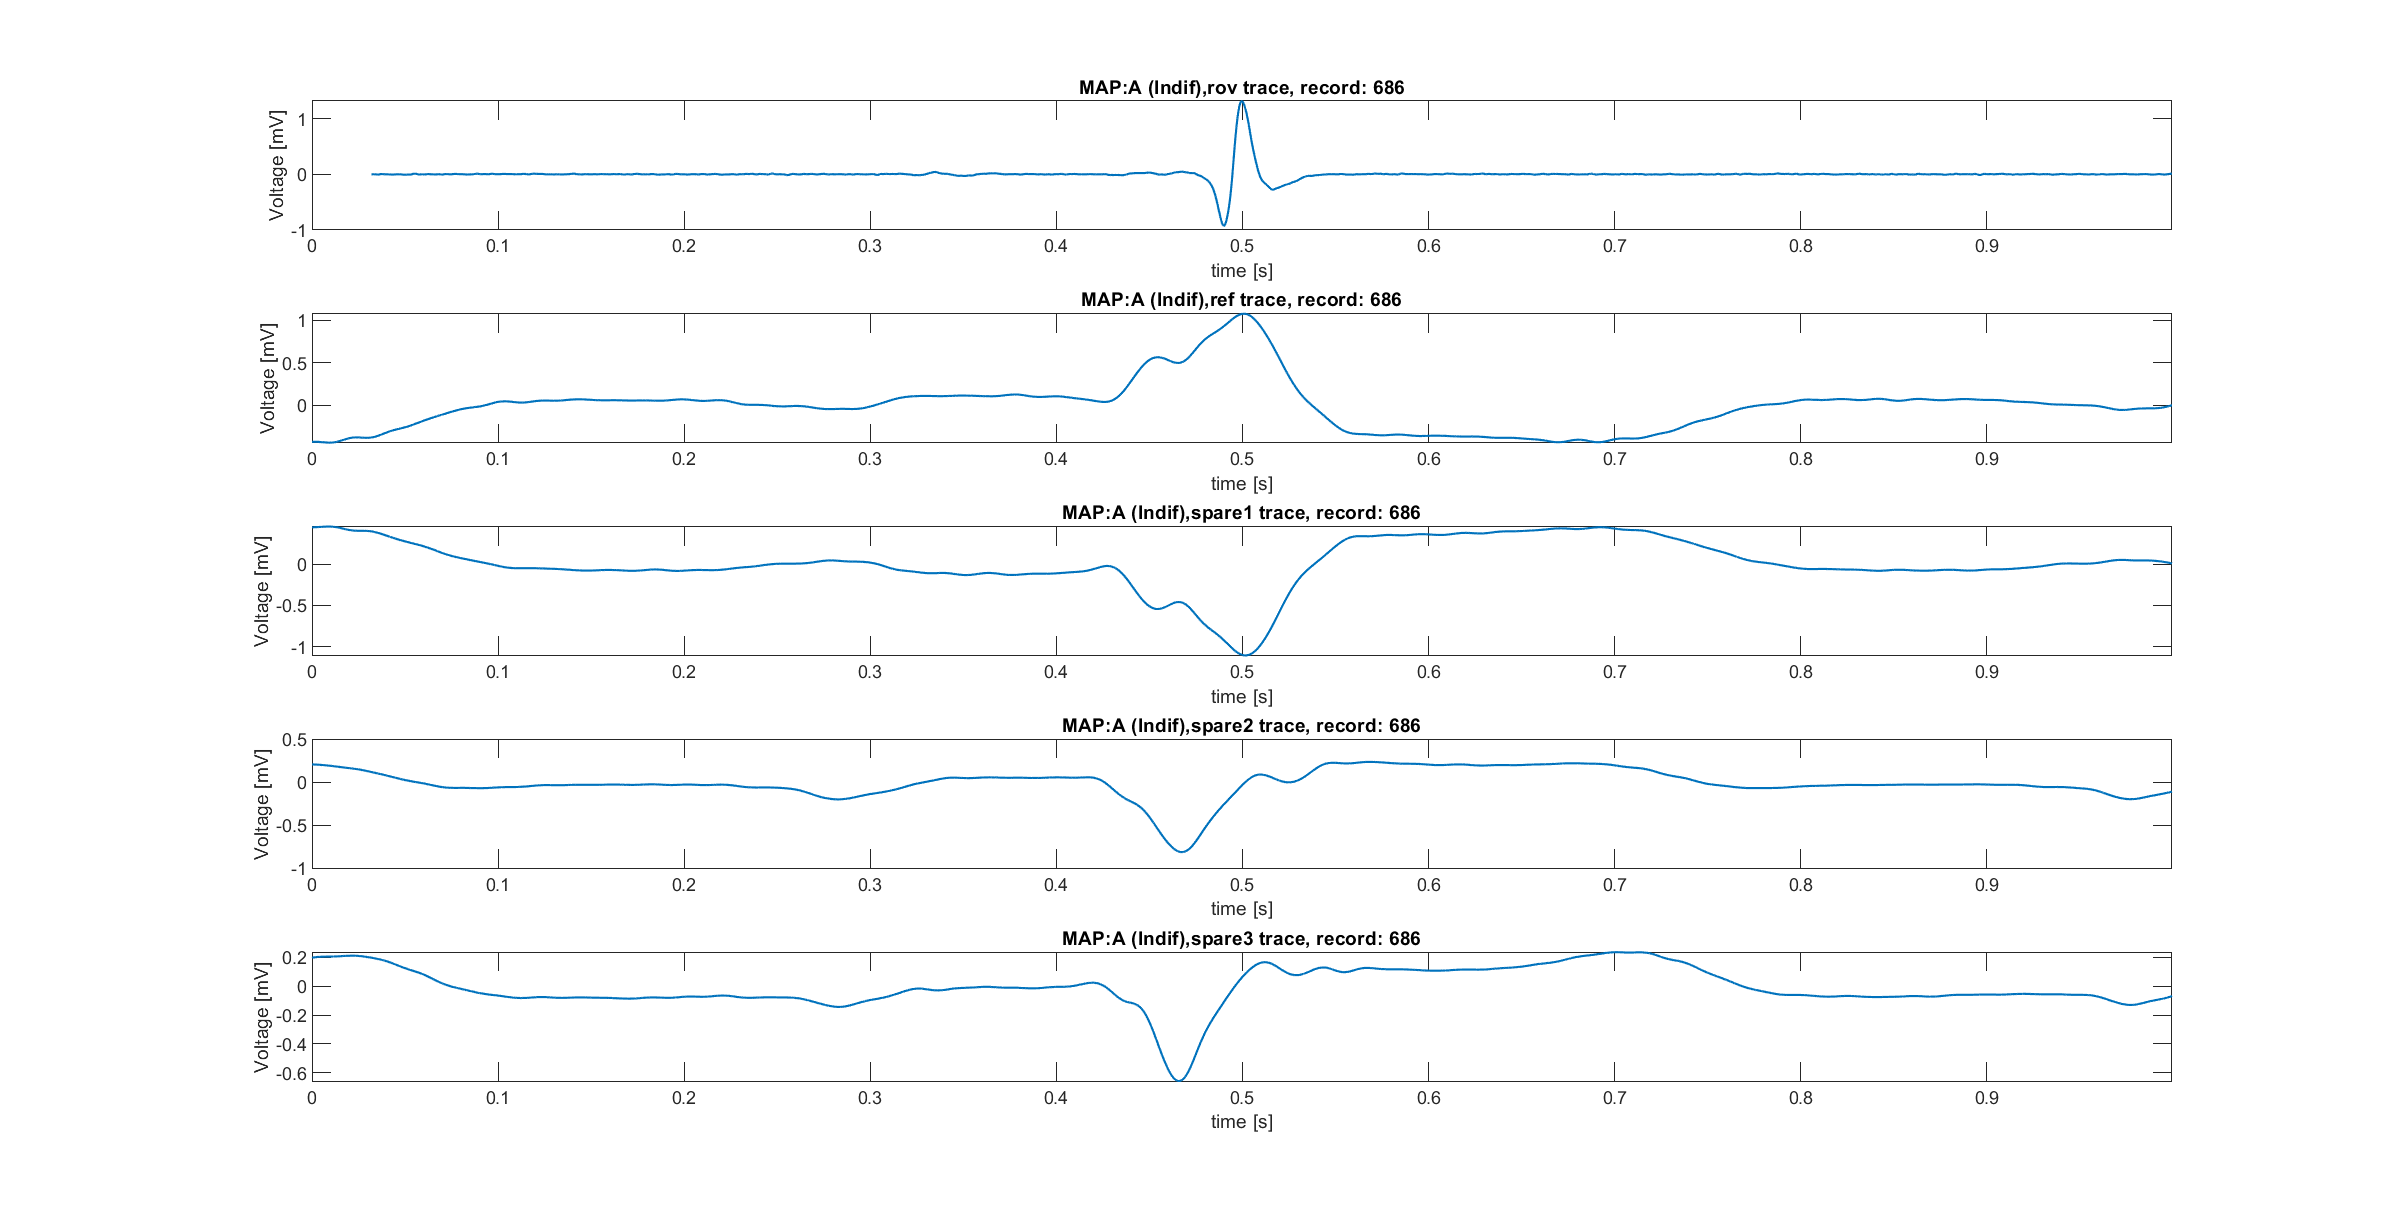 MAP:A (Indif),rov trace, record: 686
Voltage [mV]
1
0
-1
0 0.1 0.2 0.3 0.4 0.5 0.6 0.7 0.8 0.9
time [s]
MAP:A (Indif),ref trace, record: 686
Voltage [mV]
1
0.5
0
0 0.1 0.2 0.3 0.4 0.5 0.6 0.7 0.8 0.9
time [s]
MAP:A (Indif),spare1 trace, record: 686
Voltage [mV]
0
-0.5
-1
0 0.1 0.2 0.3 0.4 0.5 0.6 0.7 0.8 0.9
time [s]
MAP:A (Indif),spare2 trace, record: 686
Voltage [mV]
0.5
0
-0.5
-1
0 0.1 0.2 0.3 0.4 0.5 0.6 0.7 0.8 0.9
time [s]
MAP:A (Indif),spare3 trace, record: 686
Voltage [mV]
0.2
0
-0.2
-0.4
-0.6
0 0.1 0.2 0.3 0.4 0.5 0.6 0.7 0.8 0.9
time [s]